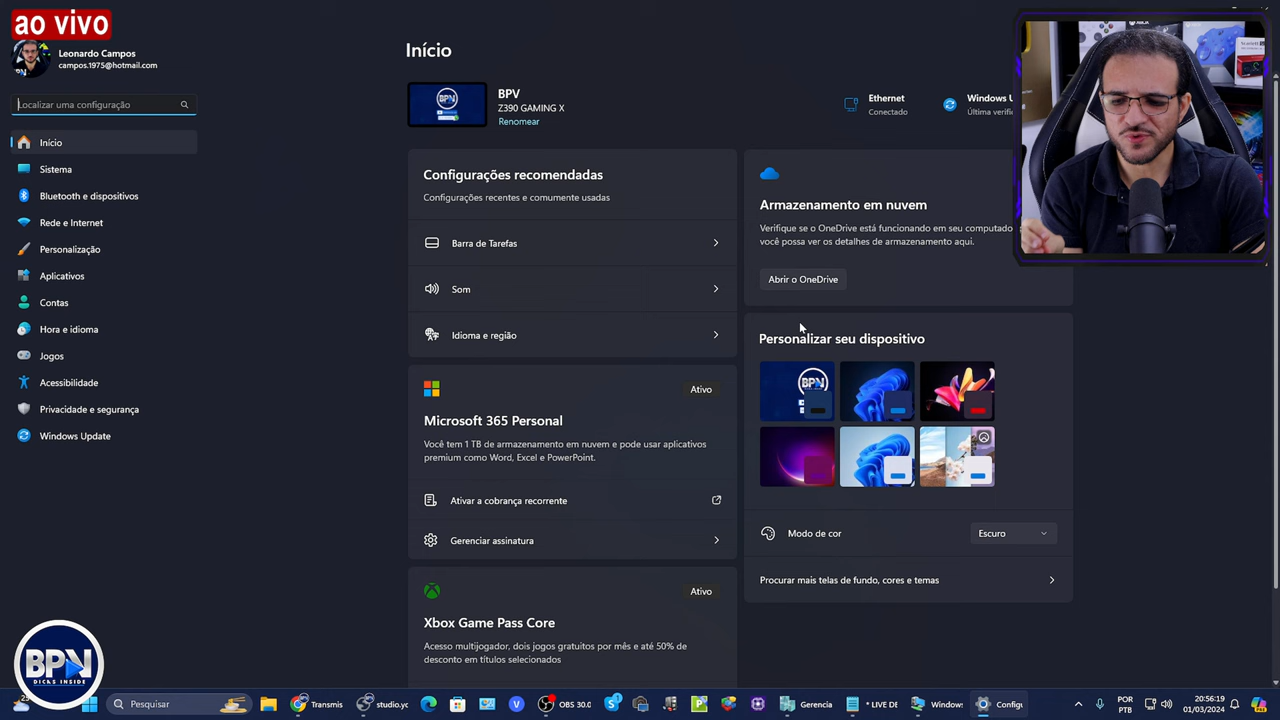 ao vivo
Leonardo Campos
campos.1975@hotmail.com
Localizar uma configuração
Início
Sistema
Bluetooth e dispositivos
Rede e Internet
Personalização
Aplicativos
Contas
Hora e idioma
Jogos
Acessibilidade
Privacidade e segurança
Windows Update
Início
BPV
Z390 GAMING X
Renomear
Ethernet
Conectado
Windows U
Última verifi
Configurações recomendadas
Configurações recentes e comumente usadas
Barra de Tarefas
Som
Idioma e região
Microsoft 365 Personal
Ativo
Você tem 1 TB de armazenamento em nuvem e pode usar aplicativos
premium como Word, Excel e PowerPoint.
Ativar a cobrança recorrente
Gerenciar assinatura
Xbox Game Pass Core
Ativo
Acesso multijogador, dois jogos gratuitos por mês e até 50% de
desconto em títulos selecionados
Armazenamento em nuvem
Verifique se o OneDrive está funcionando em seu computado
você possa ver os detalhes de armazenamento aqui.
Abrir o OneDrive
Personalizar seu dispositivo
Modo de cor
Escuro
Procurar mais telas de fundo, cores e temas
BPV
DICAS INSIDE
Pesquisar
Transmis
studio.yc
OBS 30.0
Gerencia
* LIVE DE
Window:
Configu
POR
PTB
20:56:19
01/03/2024